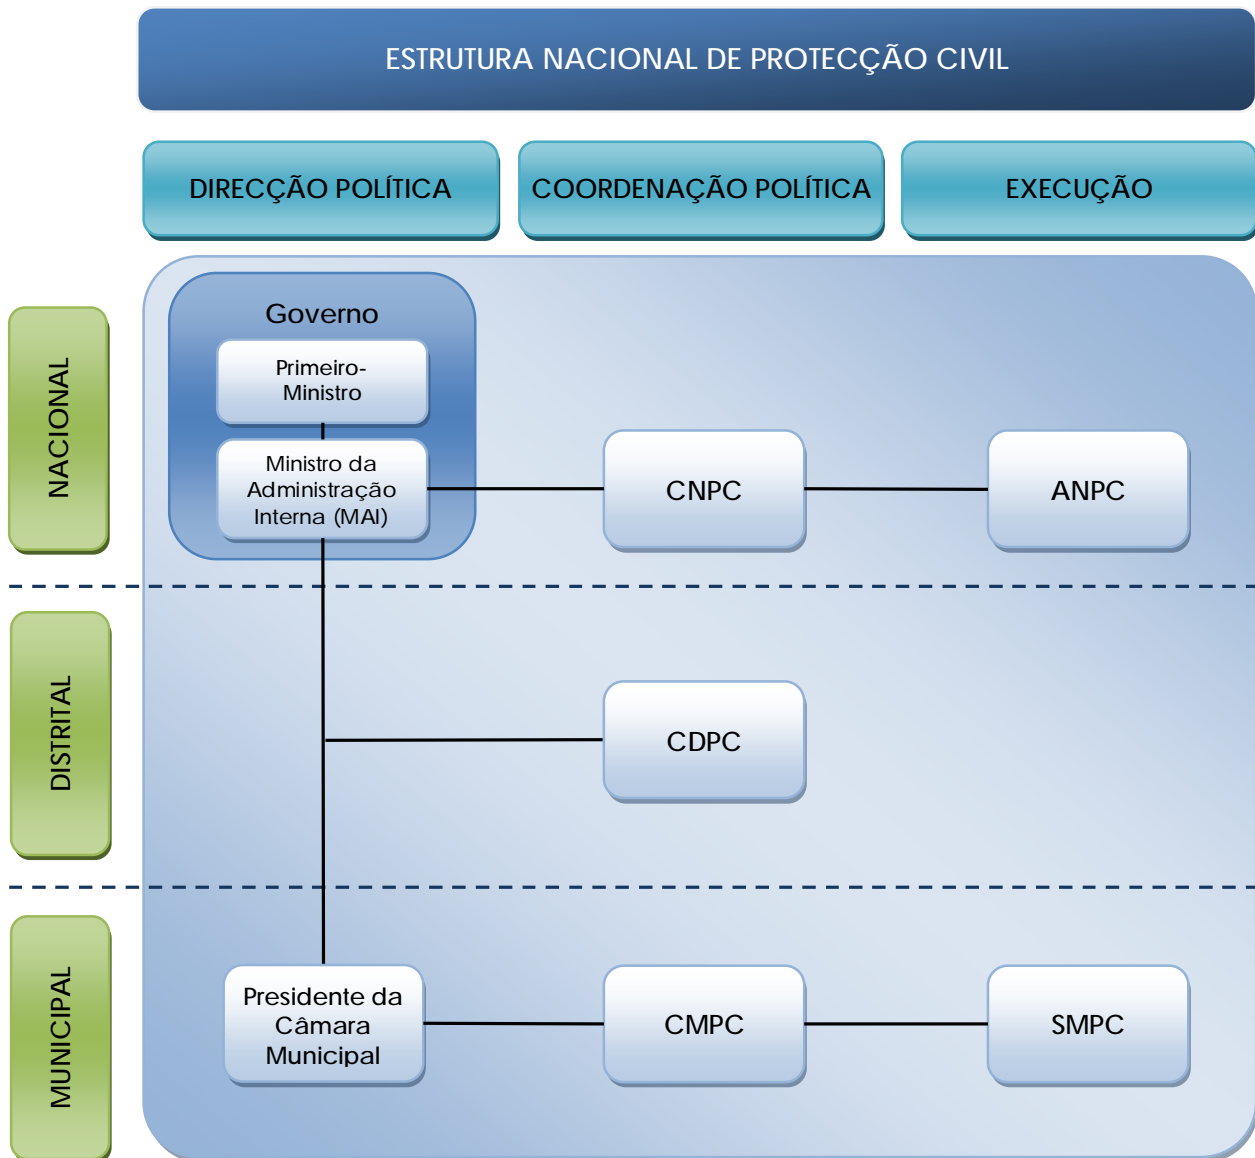 ESTRUTURA NACIONAL DE PROTECÇÃO CIVIL
DIRECÇÃO POLÍTICA
COORDENAÇÃO POLÍTICA
EXECUÇÃO
NACIONAL
Governo
Primeiro-
Ministro
Ministro da
Administração
Interna (MAI)
CNPC
ANPC
DISTRITAL
CDPC
MUNICIPAL
Presidente da
Câmara
Municipal
CMPC
SMPC